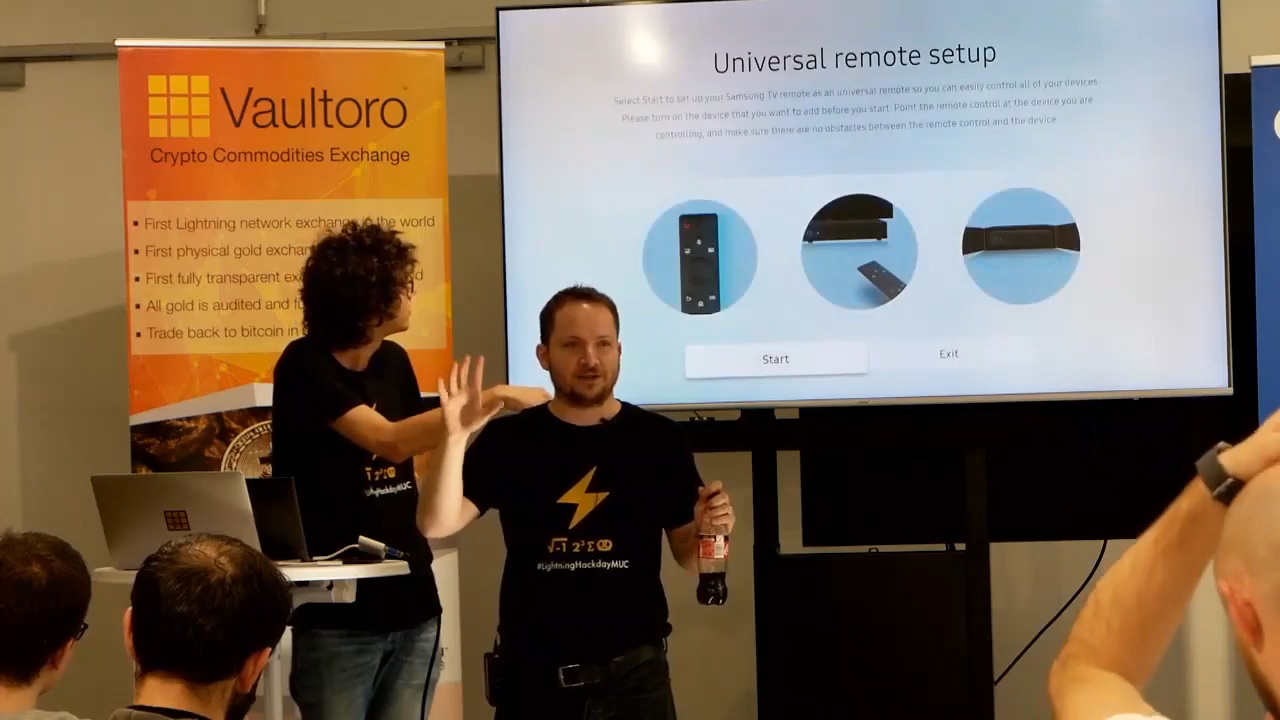 Vaultoro
Crypto Commodities Exchange
First Lightning network exchange in the world
First physical gold exchan
First fully transparent ex d
All gold is audited and fu
Trade back to bitcoin in
Universal remote setup
Select Start to set up your Samsung TV remote as an universal remote so you can easily control all of your devices
Please turn on the device that you want to add before you start. Point the remote control at the device you are
controlling, and make sure there are no obstacles between the remote control and the device
Start
Exit
√-1 2³ Σ
#LightningHackdayMUC
hackdayMUC